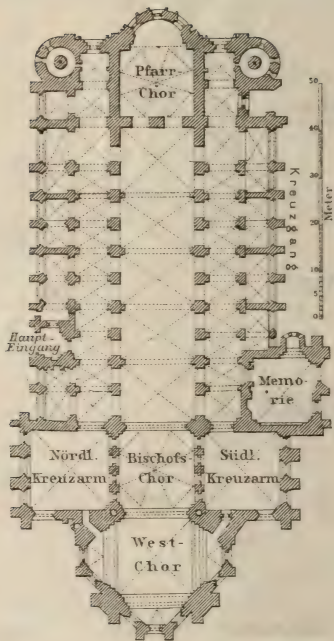 Pfarr-
Chor
50
40
30
20
10
0
Meter
Kreuzgang
Haupt-
Eingang
Memo-
rie
Nördl.
Kreuzarm
Bischofs
Chor
Südl.
Kreuzarm
West-
Chor